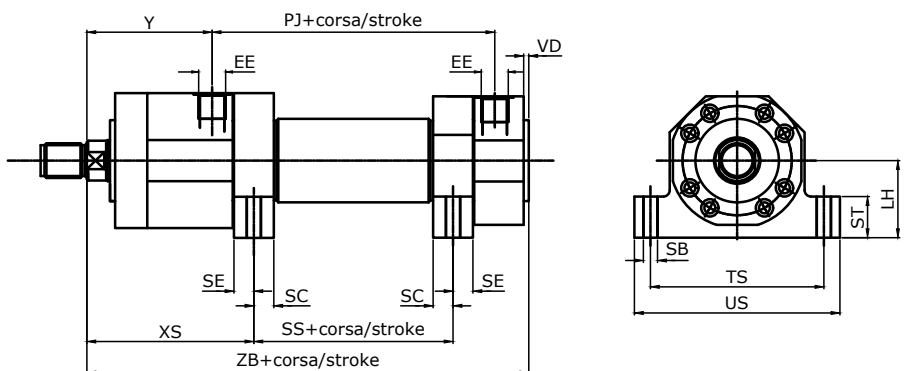 Y
PJ+corsa/stroke
VD
EE
EE
LH
ST
SB
SE
SC
SC
SE
TS
US
XS
SS+corsa/stroke
ZB+corsa/stroke